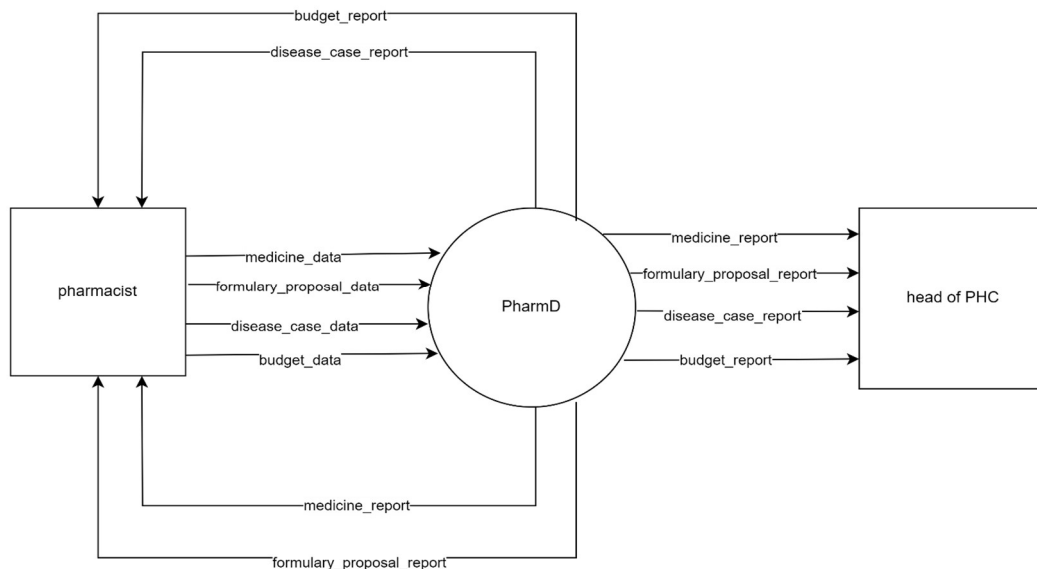 budget_report
disease_case_report
medicine_data
formulary_proposal_data
disease_case_data
budget_data
pharmacist
PharmD
medicine_report
formulary_proposal_report
disease_case_report
budget_report
head of PHC
medicine_report
formulary_proposal_report